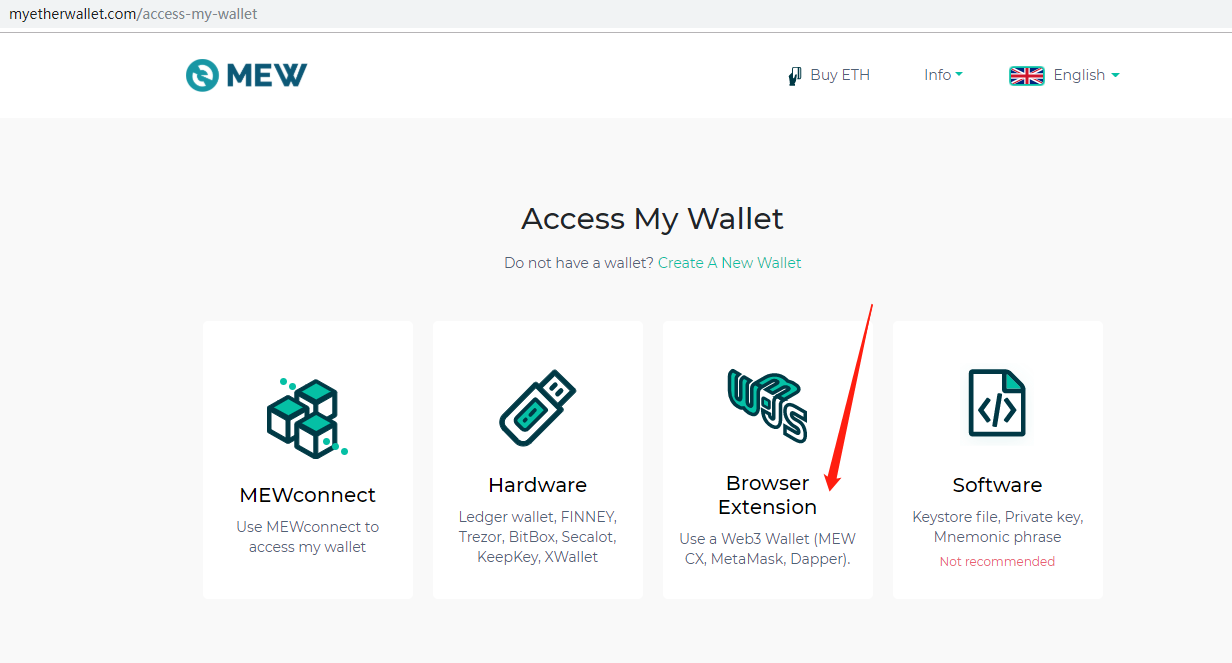 myetherwallet.com/access-my-wallet
MEW
Buy ETH
Info
English
Access My Wallet
Do not have a wallet? Create A New Wallet
MEWconnect
Use MEWconnect to
access my wallet
Hardware
Ledger wallet, FINNEY,
Trezor, BitBox, Secalot,
KeepKey, XWallet
W3JS
Browser
Extension
Use a Web3 Wallet (MEW
CX, MetaMask, Dapper).
Software
Keystore file, Private key,
Mnemonic phrase
Not recommended